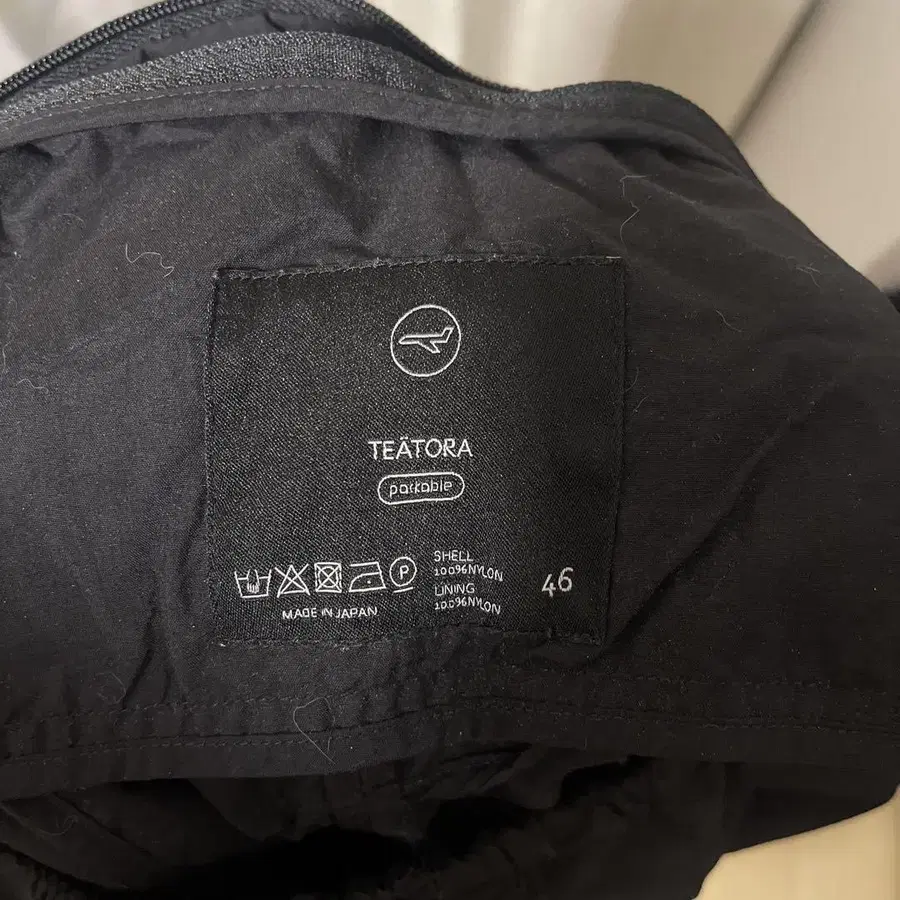 TEÄTORA
packable
P
SHELL
100%NYLON
LINING
100%NYLON
46
MADE IN JAPAN